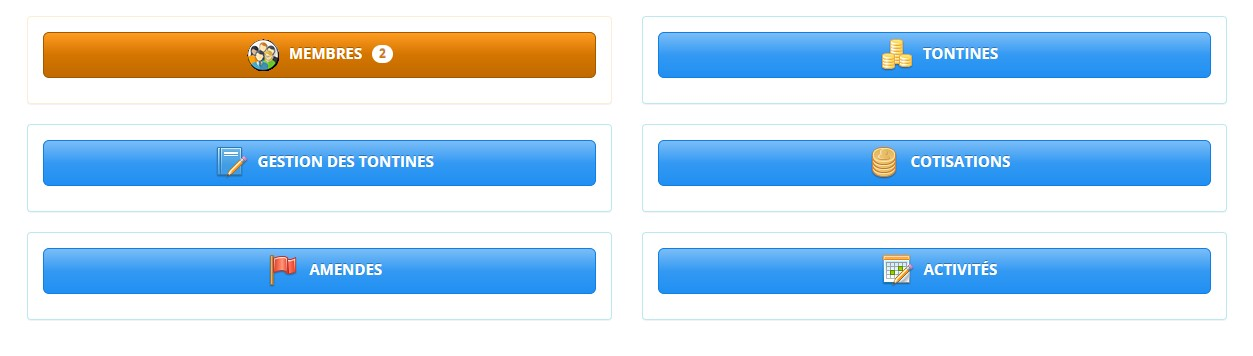 MEMBRES 2
TONTINES
GESTION DES TONTINES
COTISATIONS
AMENDES
ACTIVITÉS